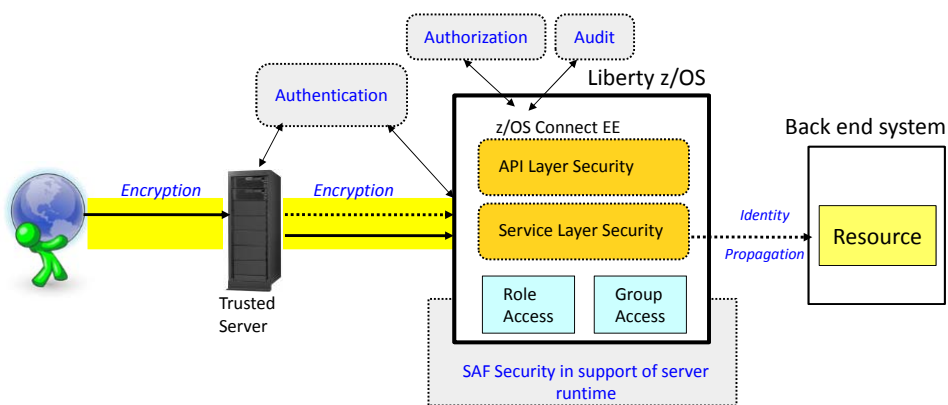 Authorization
Audit
Liberty z/OS
Authentication
z/OS Connect EE
Back end system
API Layer Security
Encryption
Encryption
Service Layer Security
Identity
Propagation
Resource
Trusted
Server
Role
Access
Group
Access
SAF Security in support of server
runtime